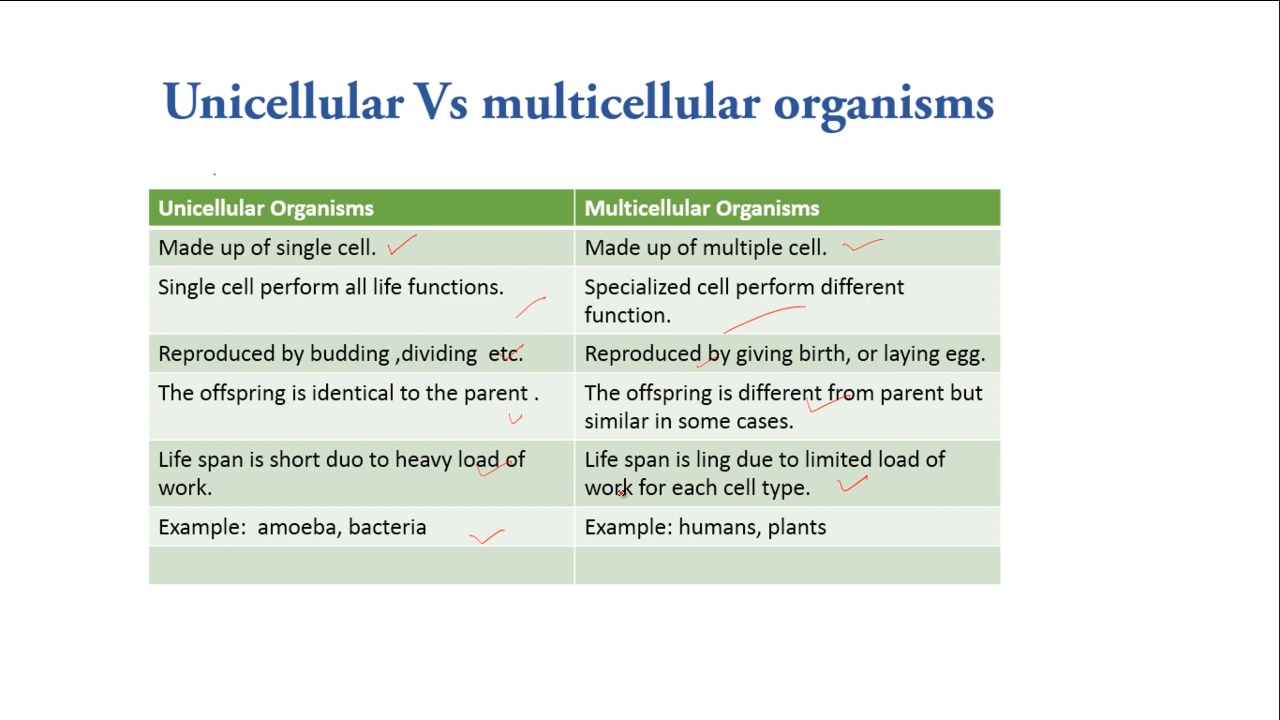 Unicellular Vs multicellular organisms
Unicellular Organisms
Multicellular Organisms
Made up of single cell.
Made up of multiple cell.
Single cell perform all life functions.
Specialized cell perform different
function.
Reproduced by budding ,dividing  etc.
Reproduced by giving birth, or laying egg.
The offspring is identical to the parent .
The offspring is different from parent but
similar in some cases.
Life span is short duo to heavy load of
work.
Life span is ling due to limited load of
work for each cell type.
Example:  amoeba, bacteria
Example: humans, plants